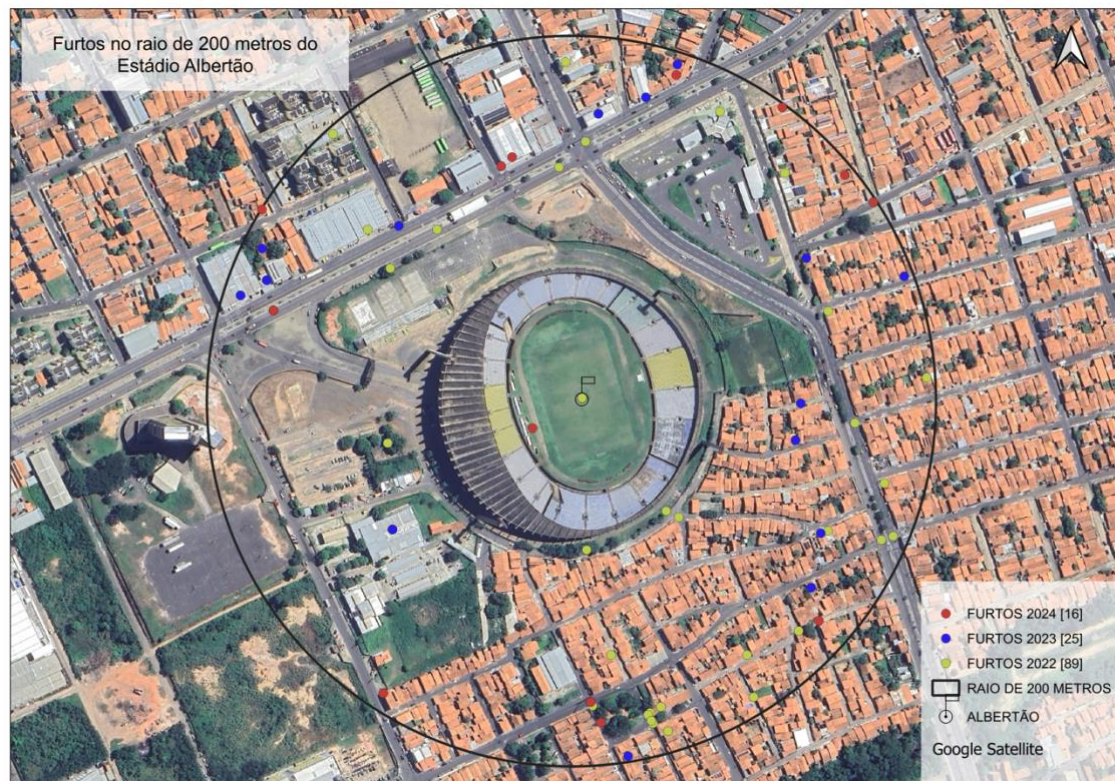 Furtos no raio de 200 metros do
Estádio Albertão
FURTOS 2024 [16]
FURTOS 2023 [25]
FURTOS 2022 [89]
RAIO DE 200 METROS
ALBERTÃO
Google Satellite